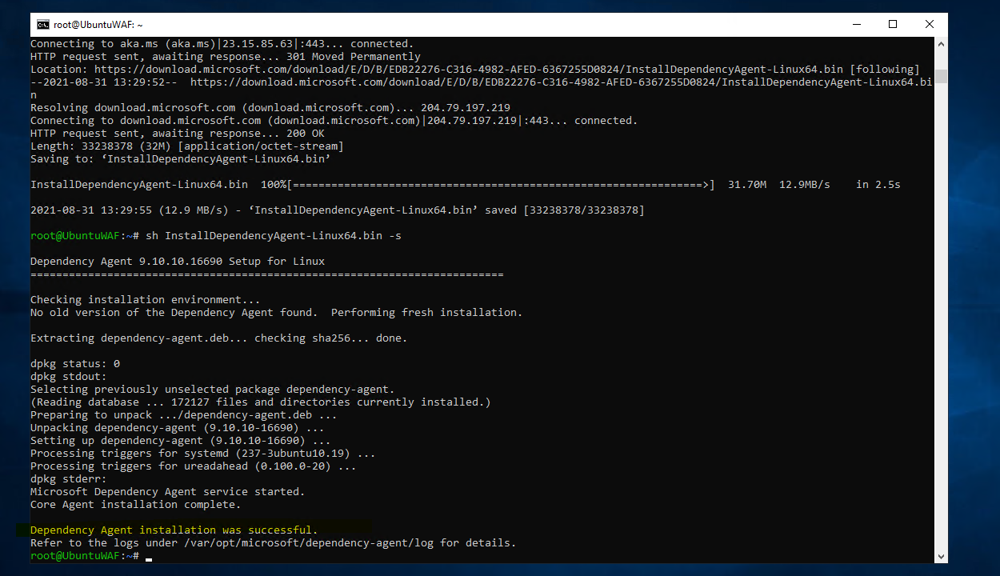 root@UbuntuWAF: ~
Connecting to aka.ms (aka.ms)|23.15.85.63|:443... connected.
HTTP request sent, awaiting response... 301 Moved Permanently
Location: https://download.microsoft.com/download/E/D/B/EDB22276-C316-4982-AFED-6367255D0824/InstallDependencyAgent-Linux64.bin [following]
--2021-08-31 13:29:52--  https://download.microsoft.com/download/E/D/B/EDB22276-C316-4982-AFED-6367255D0824/InstallDependencyAgent-Linux64.bi
n
Resolving download.microsoft.com (download.microsoft.com)... 204.79.197.219
Connecting to download.microsoft.com (download.microsoft.com)|204.79.197.219|:443... connected.
HTTP request sent, awaiting response... 200 OK
Length: 33238378 (32M) [application/octet-stream]
Saving to: ‘InstallDependencyAgent-Linux64.bin’
InstallDependencyAgent-Linux64.bin  100%[================================================================>]  31.70M  12.9MB/s    in 2.5s
2021-08-31 13:29:55 (12.9 MB/s) - ‘InstallDependencyAgent-Linux64.bin’ saved [33238378/33238378]
root@UbuntuWAF:~# sh InstallDependencyAgent-Linux64.bin -s
Dependency Agent 9.10.10.16690 Setup for Linux
==========================================================================
Checking installation environment...
No old version of the Dependency Agent found.  Performing fresh installation.
Extracting dependency-agent.deb... checking sha256... done.
dpkg status: 0
dpkg stdout:
Selecting previously unselected package dependency-agent.
(Reading database ... 172127 files and directories currently installed.)
Preparing to unpack .../dependency-agent.deb ...
Unpacking dependency-agent (9.10.10-16690) ...
Setting up dependency-agent (9.10.10-16690) ...
Processing triggers for systemd (237-3ubuntu10.19) ...
Processing triggers for ureadahead (0.100.0-20) ...
dpkg stderr:
Microsoft Dependency Agent service started.
Core Agent installation complete.
Dependency Agent installation was successful.
Refer to the logs under /var/opt/microsoft/dependency-agent/log for details.
root@UbuntuWAF:~#